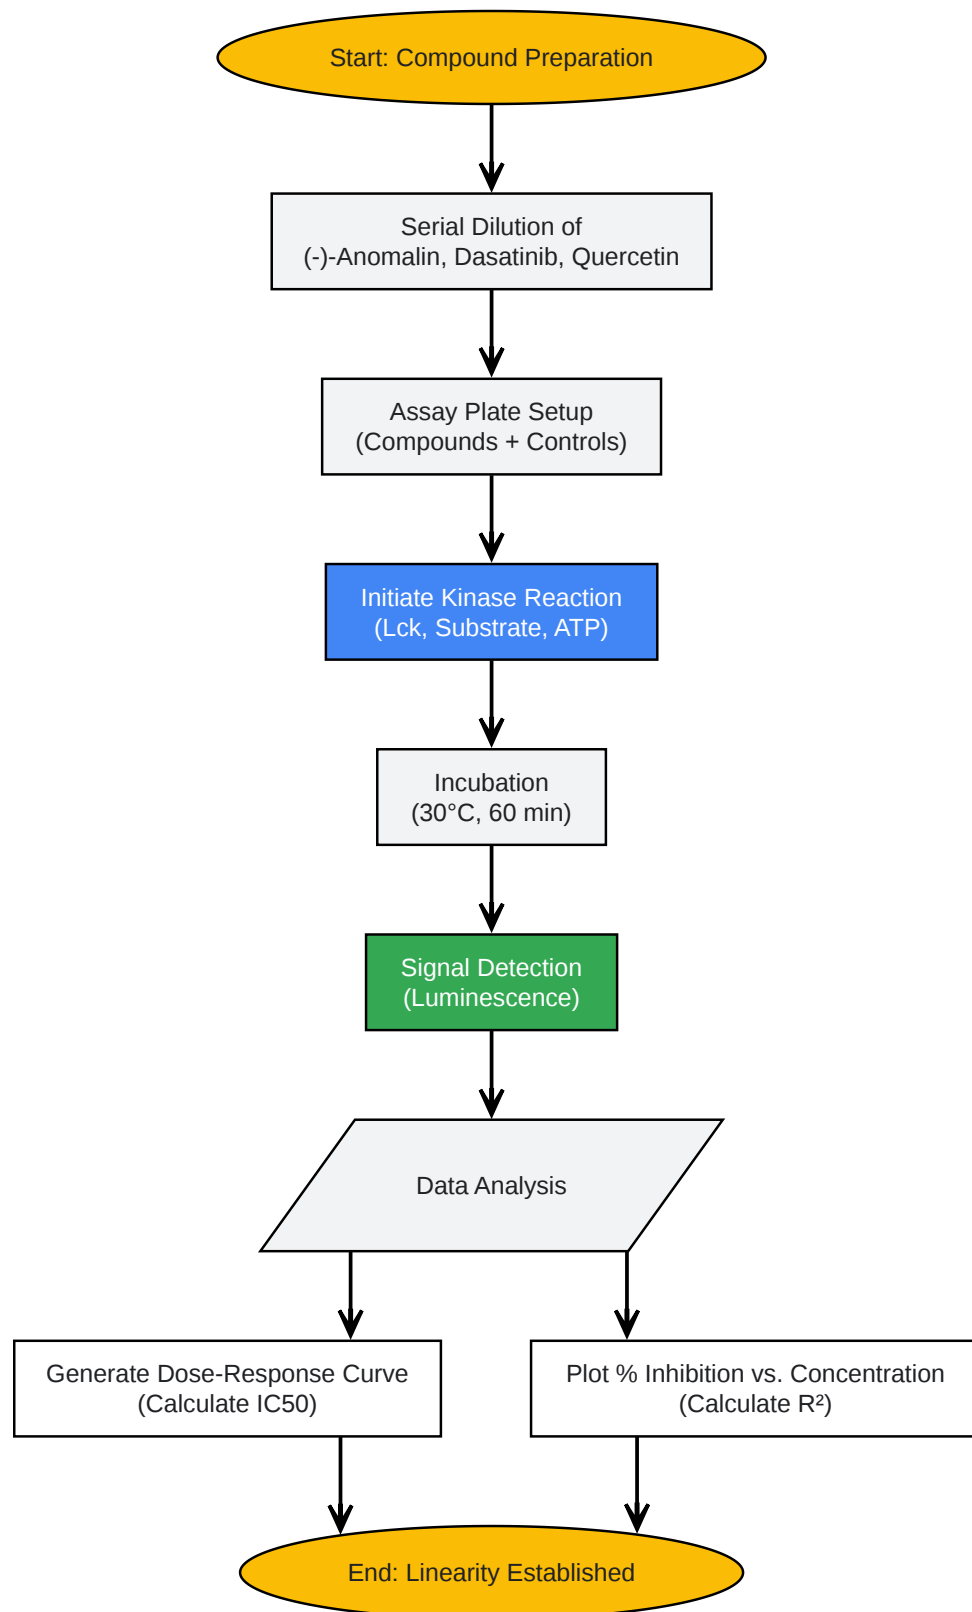 Start: Compound Preparation
Serial Dilution of
(-)-Anomalin, Dasatinib, Quercetin
Assay Plate Setup
(Compounds + Controls)
Initiate Kinase Reaction
(Lck, Substrate, ATP)
Incubation
(30°C, 60 min)
Signal Detection
(Luminescence)
Data Analysis
Generate Dose-Response Curve
(Calculate IC50)
Plot % Inhibition vs. Concentration
(Calculate R²)
End: Linearity Established